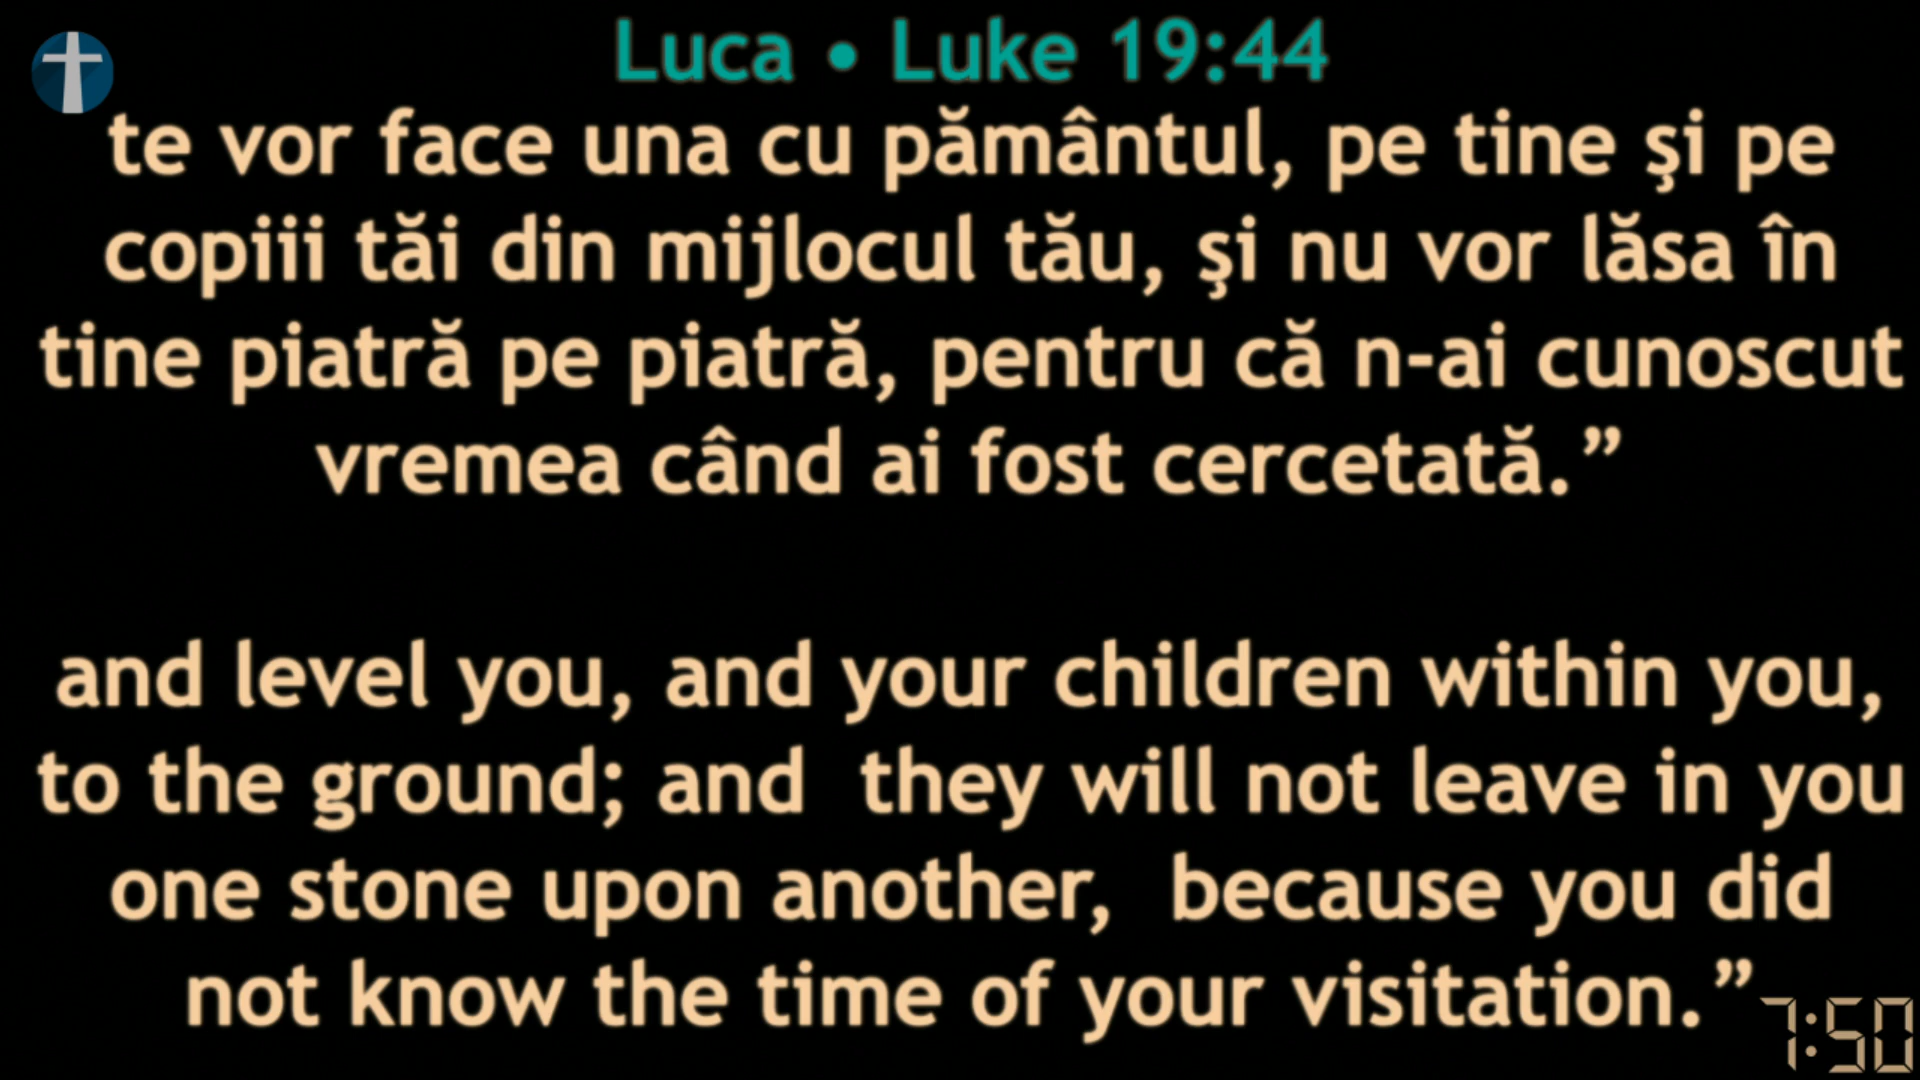 Luca • Luke 19:44
te vor face una cu pământul, pe tine şi pe
copiii tăi din mijlocul tău, şi nu vor lăsa în
tine piatră pe piatră, pentru că n-ai cunoscut
vremea când ai fost cercetată.”
and level you, and your children within you,
to the ground; and  they will not leave in you
one stone upon another,  because you did
not know the time of your visitation.”
7:50